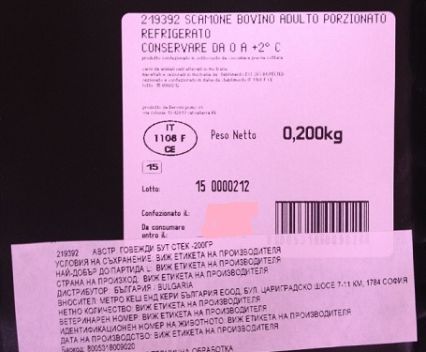 219392 SCAMONE BOVINO ADULTO PORZIONATO
REFRIGERATO
CONSERVARE DA 0 A +2° C
IT
1106 F
CE
Peso Netto
0,200kg
15
Lotto:
15 0000212
Confezionato il:
Da consumare
entro il:
219392 АВСТР. ГОВЕЖДИ БУТ СТЕК -200ГР
УСЛОВИЯ НА СЪХРАНЕНИЕ: ВИЖ ЕТИКЕТА НА ПРОИЗВОДИТЕЛЯ
НАЙ-ДОБЪР ДО/ПАРТИДА L: ВИЖ ЕТИКЕТА НА ПРОИЗВОДИТЕЛЯ
СТРАНА НА ПРОИЗХОД: ВИЖ ЕТИКЕТА НА ПРОИЗВОДИТЕЛЯ
ДИСТРИБУТОР: БЪЛГАРИЯ : BULGARIA
ВНОСИТЕЛ: МЕТРО КЕШ ЕНД КЕРИ БЪЛГАРИЯ ЕООД, БУЛ. ЦАРИГРАДСКО ШОСЕ 7-11 КМ, 1784 СОФИЯ
НЕТНО КОЛИЧЕСТВО: ВИЖ ЕТИКЕТА НА ПРОИЗВОДИТЕЛЯ
ВЕТЕРИНАРЕН НОМЕР: ВИЖ ЕТИКЕТА НА ПРОИЗВОДИТЕЛЯ
ИДЕНТИФИКАЦИОНЕН НОМЕР НА ЖИВОТНОТО: ВИЖ ЕТИКЕТА НА ПРОИЗВОДИТЕЛЯ
ДАТА НА ПРОИЗВОДСТВО: ВИЖ ЕТИКЕТА НА ПРОИЗВОДИТЕЛЯ
Баркод: 8005318009020
ОБРАБОТКА